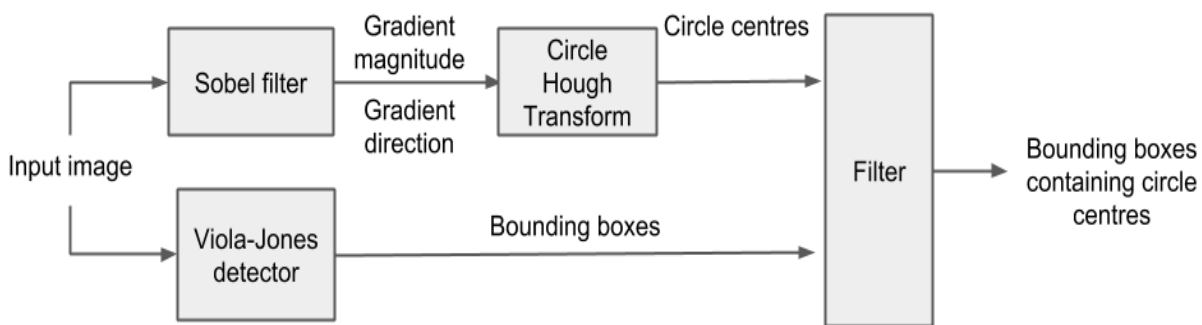 Input image
Sobel filter
Gradient
magnitude
Gradient
direction
Circle
Hough
Transform
Circle centres
Viola-Jones
detector
Bounding boxes
Filter
Bounding boxes
containing circle
centres